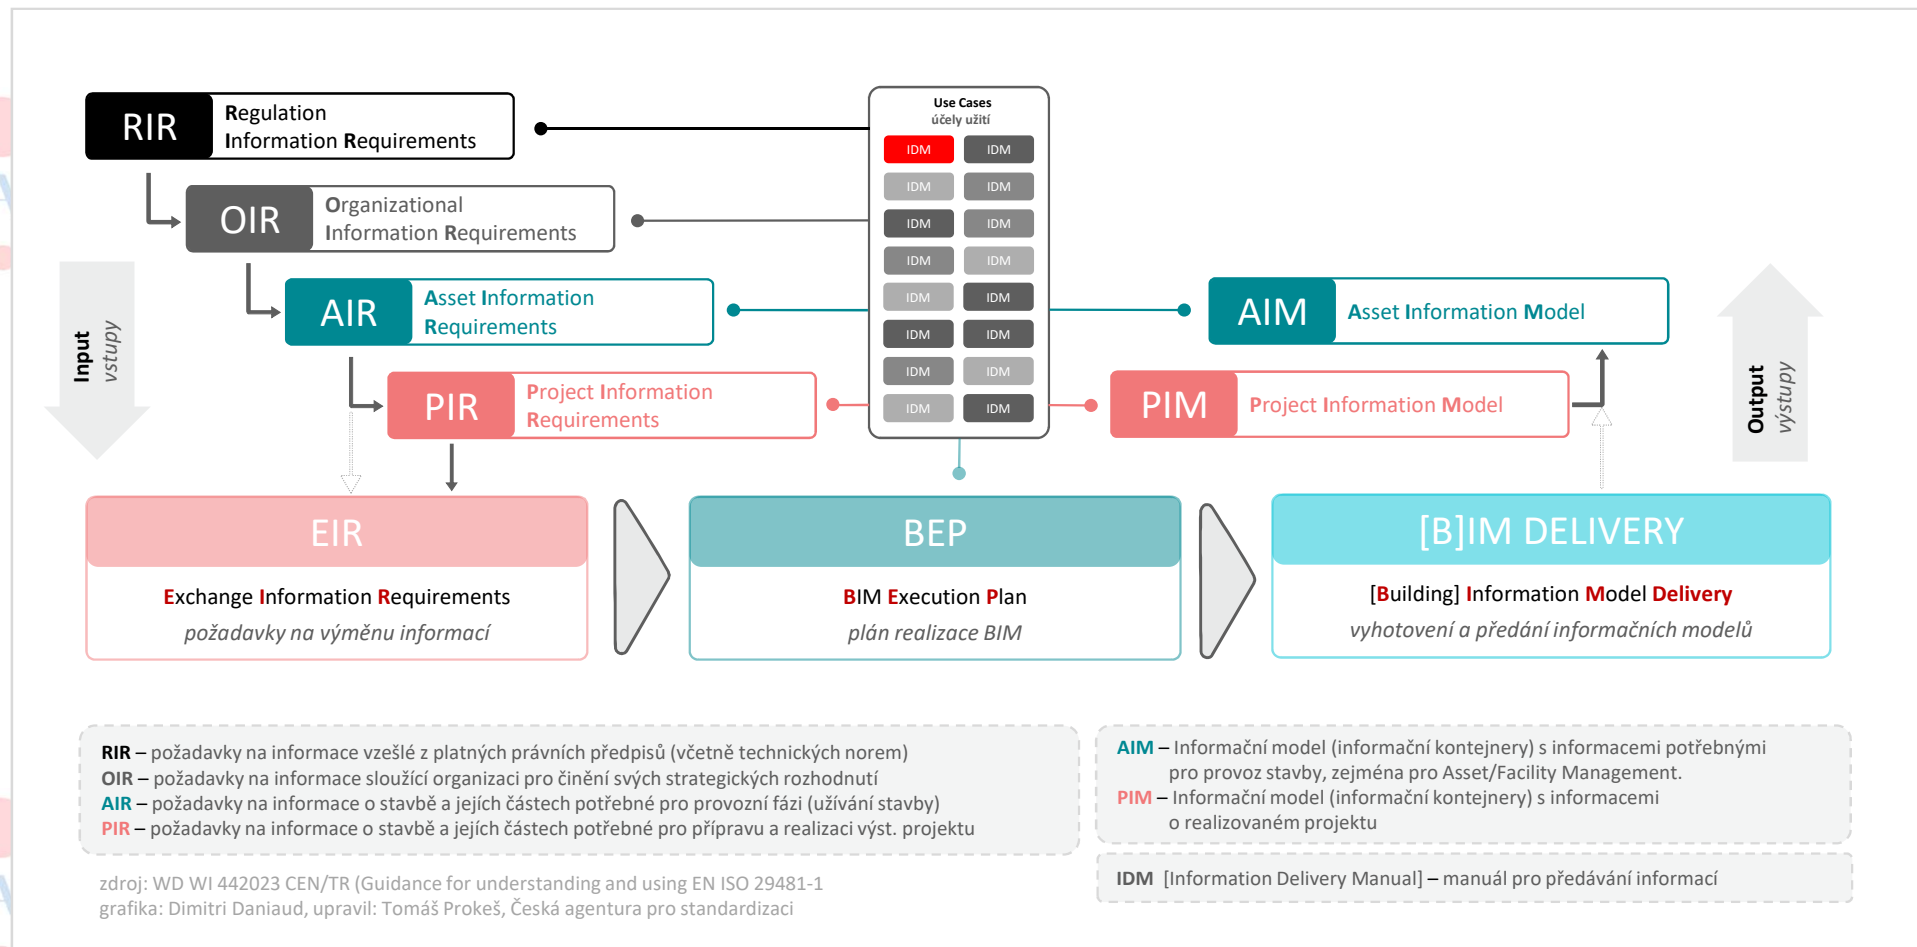 RIR
Regulation
Information Requirements
OIR
Organizational
Information Requirements
AIR
Asset Information
Requirements
PIR
Project Information
Requirements
Input
vstupy
Use Cases
účely užití
IDM IDM
IDM IDM
IDM IDM
IDM IDM
IDM IDM
IDM IDM
IDM IDM
IDM IDM
AIM
Asset Information Model
PIM
Project Information Model
Output
výstupy
EIR
Exchange Information Requirements
požadavky na výměnu informací
BEP
BIM Execution Plan
plán realizace BIM
[B]IM DELIVERY
[Building] Information Model Delivery
vyhotovení a předání informačních modelů
RIR – požadavky na informace vzešlé z platných právních předpisů (včetně technických norem)
OIR – požadavky na informace sloužící organizaci pro činění svých strategických rozhodnutí
AIR – požadavky na informace o stavbě a jejích částech potřebné pro provozní fázi (užívání stavby)
PIR – požadavky na informace o stavbě a jejích částech potřebné pro přípravu a realizaci výst. projektu
AIM – Informační model (informační kontejnery) s informacemi potřebnými
pro provoz stavby, zejména pro Asset/Facility Management.
PIM – Informační model (informační kontejnery) s informacemi
o realizovaném projektu
IDM [Information Delivery Manual] – manuál pro předávání informací
zdroj: WD WI 442023 CEN/TR (Guidance for understanding and using EN ISO 29481-1
grafika: Dimitri Daniaud, upravil: Tomáš Prokeš, Česká agentura pro standardizaci